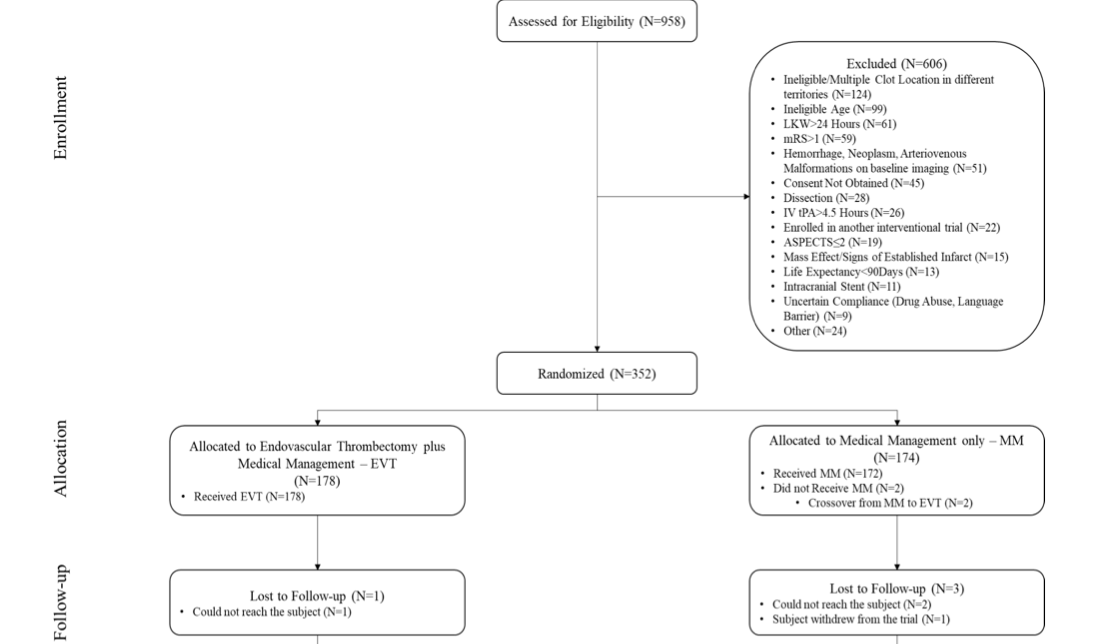 Assessed for Eligibility (N=958)
Enrollment
Excluded (N=606)
• Ineligible/Multiple Clot Location in different
territories (N=124)
• Ineligible Age (N=99)
• LKW>24 Hours (N=61)
• mRS>1 (N=59)
• Hemorrhage, Neoplasm, Arteriovenous
Malformations on baseline imaging (N=51)
• Consent Not Obtained (N=45)
• Dissection (N=28)
• IV tPA>4.5 Hours (N=26)
• Enrolled in another interventional trial (N=22)
• ASPECTS≤2 (N=19)
• Mass Effect/Signs of Established Infarct (N=15)
• Life Expectancy<90Days (N=13)
• Intracranial Stent (N=11)
• Uncertain Compliance (Drug Abuse, Language
Barrier) (N=9)
• Other (N=24)
Randomized (N=352)
Allocation
Allocated to Endovascular Thrombectomy plus
Medical Management – EVT
(N=178)
• Received EVT (N=178)
Allocated to Medical Management only – MM
(N=174)
• Received MM (N=172)
• Did not Receive MM (N=2)
• Crossover from MM to EVT (N=2)
Follow-up
Lost to Follow-up (N=1)
• Could not reach the subject (N=1)
Lost to Follow-up (N=3)
• Could not reach the subject (N=2)
• Subject withdrew from the trial (N=1)